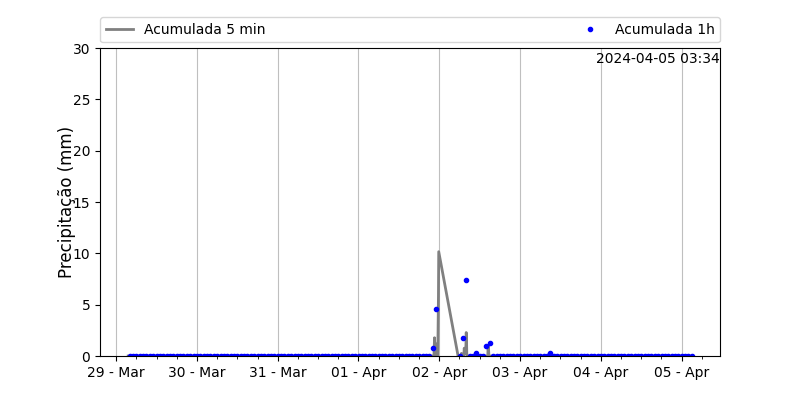 Acumulada 5 min
Acumulada 1h
2024-04-05 03:34
Precipitação (mm)
30
25
20
15
10
5
0
29 - Mar
30 - Mar
31 - Mar
01 - Apr
02 - Apr
03 - Apr
04 - Apr
05 - Apr